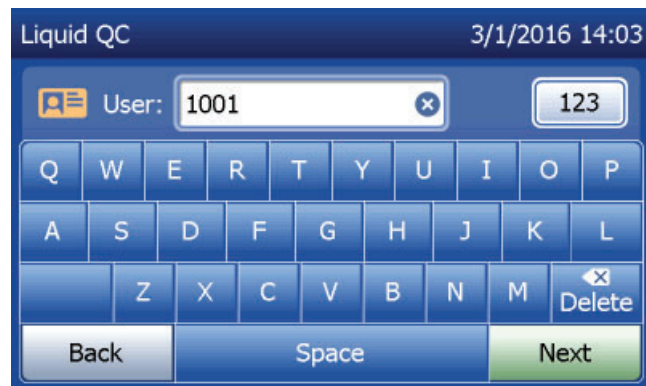 Liquid QC 3/1/2016 14:03
User: 1001 123
Q W E R T Y U I O P
A S D F G H J K L
Z X C V B N M Delete
Back Space Next